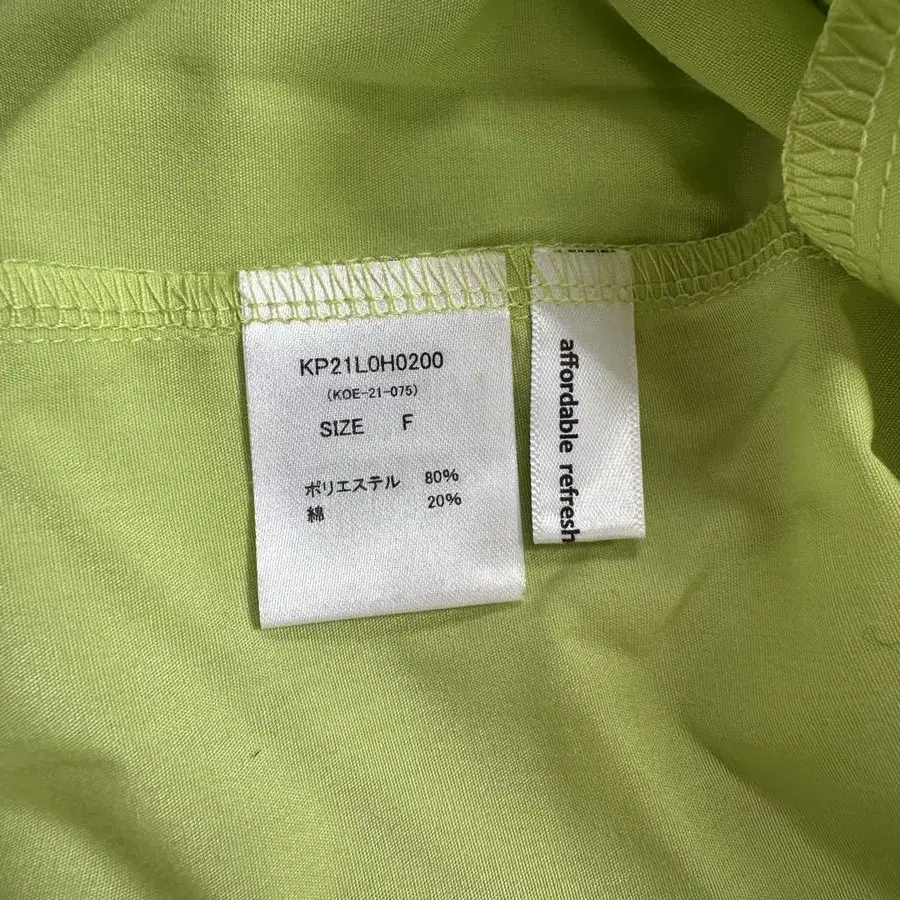 KP21L0H0200
(KOE-21-075)
SIZE F
ポリエステル 80%
綿 20%
affordable refresh